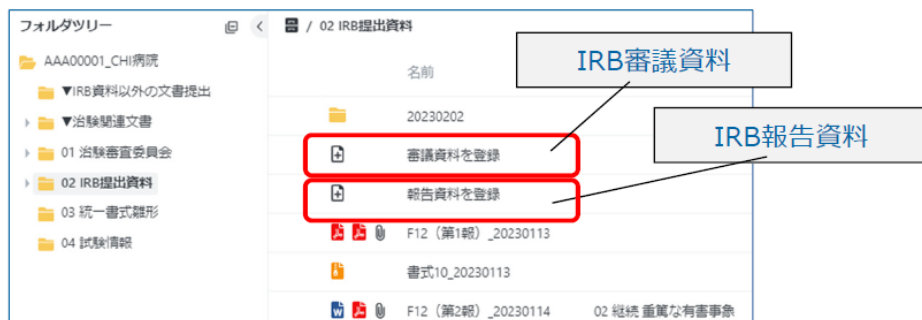 フォルダツリー
/ 02 IRB提出資料
AAA00001_CHI病院
▼IRB資料以外の文書提出
▼治験関連文書
01 治験審査委員会
02 IRB提出資料
03 統一書式雛形
04 試験情報
名前
20230202
審議資料を登録
報告資料を登録
F12（第1報）_20230113
書式10_20230113
F12（第2報）_20230114 02 継続 重篤な有害事象
IRB審議資料
IRB報告資料